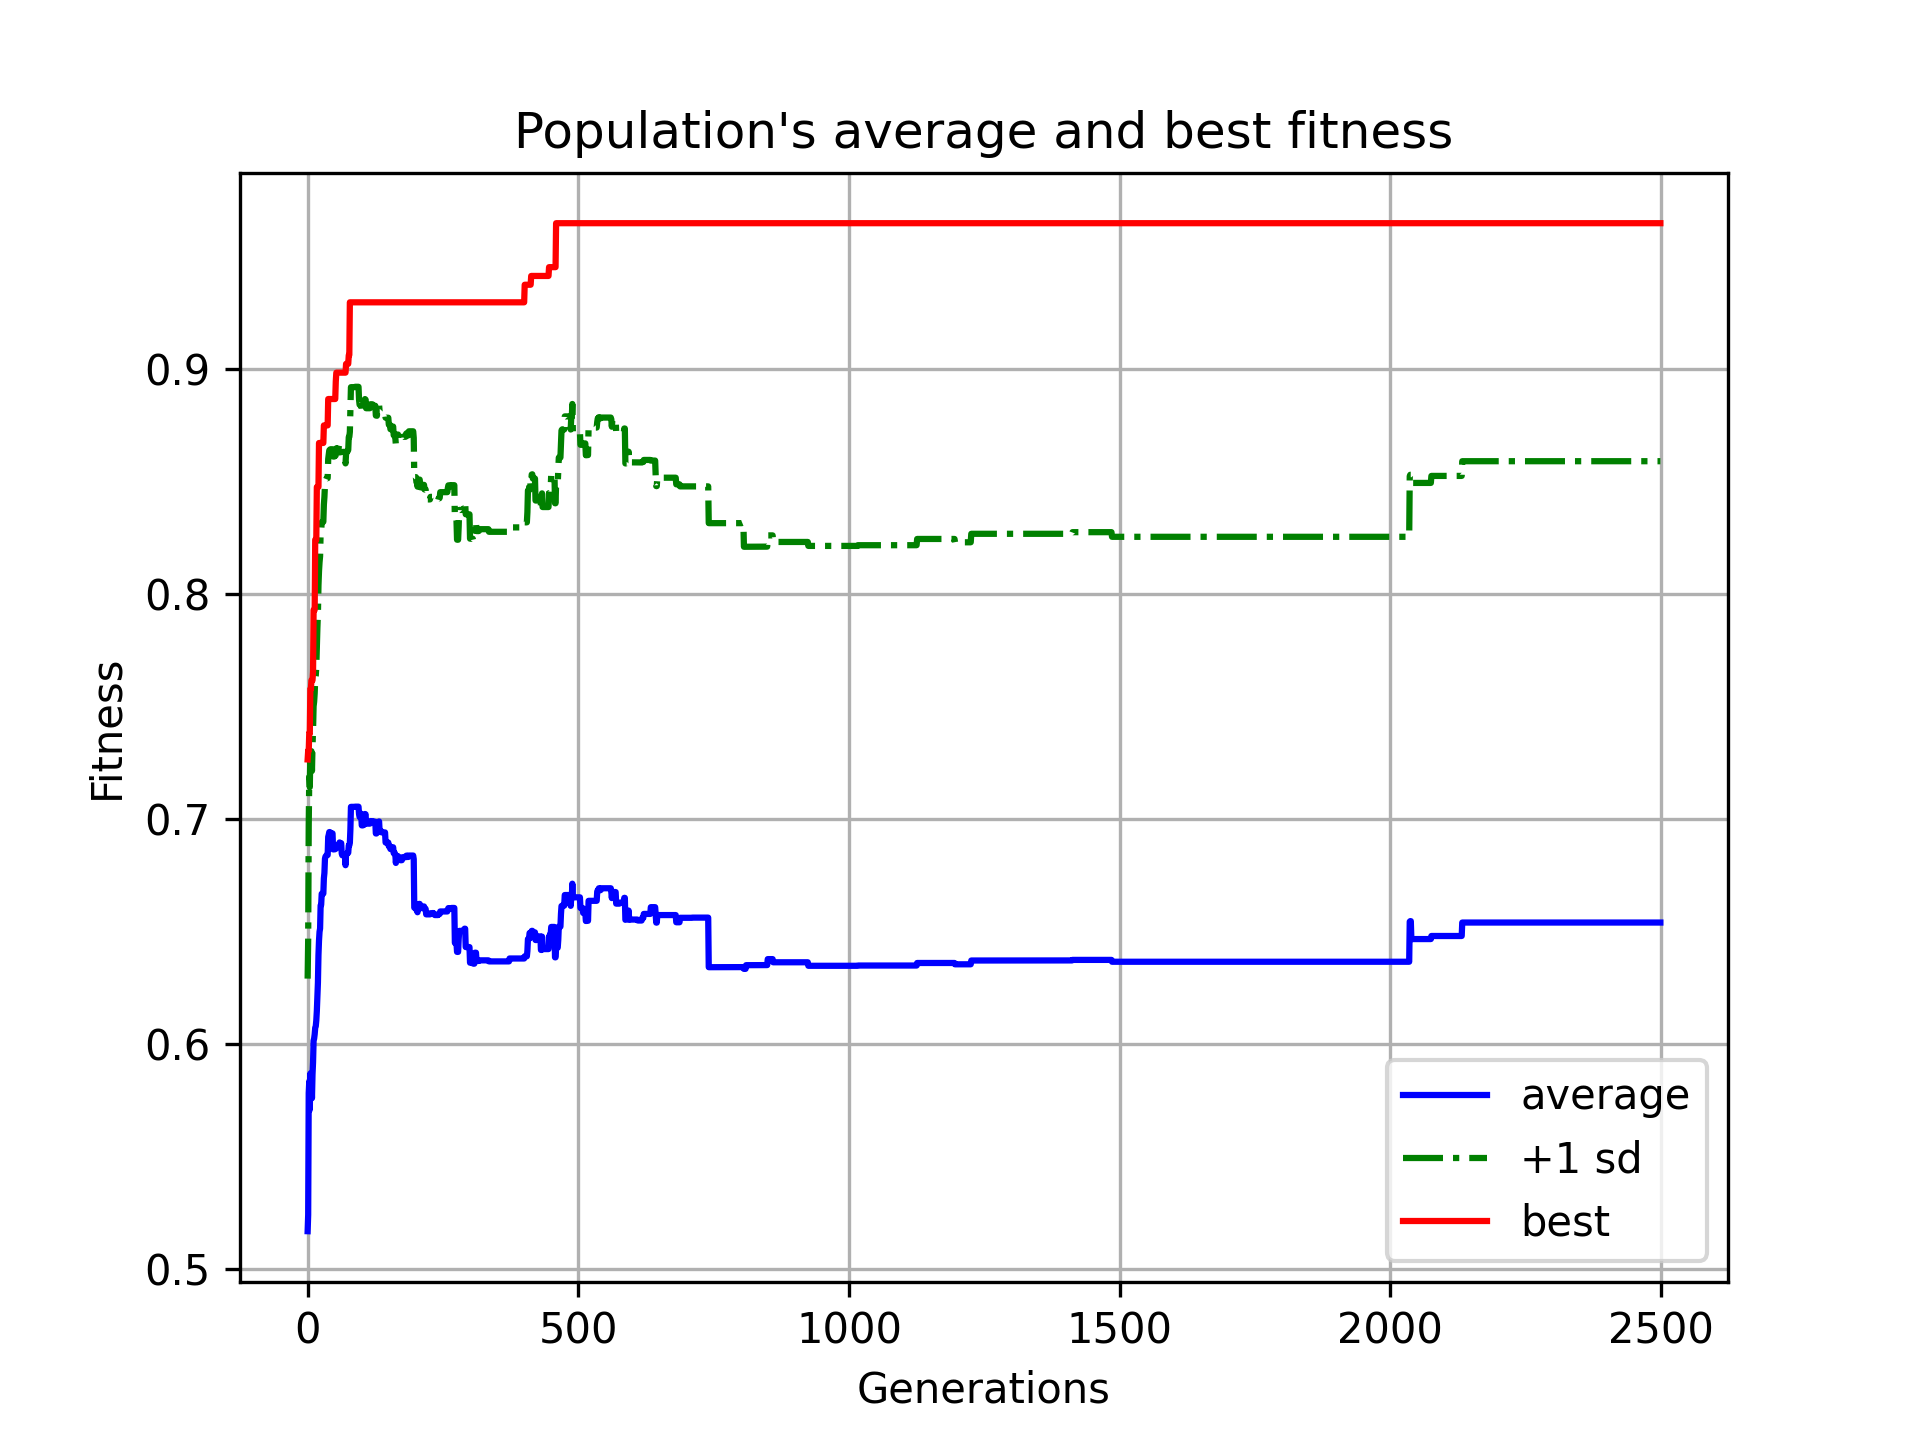 Population's average and best fitness
0.9
0.8
0.7
0.6
0.5
Fitness
0 500 1000 1500 2000 2500
Generations
average
+1 sd
best